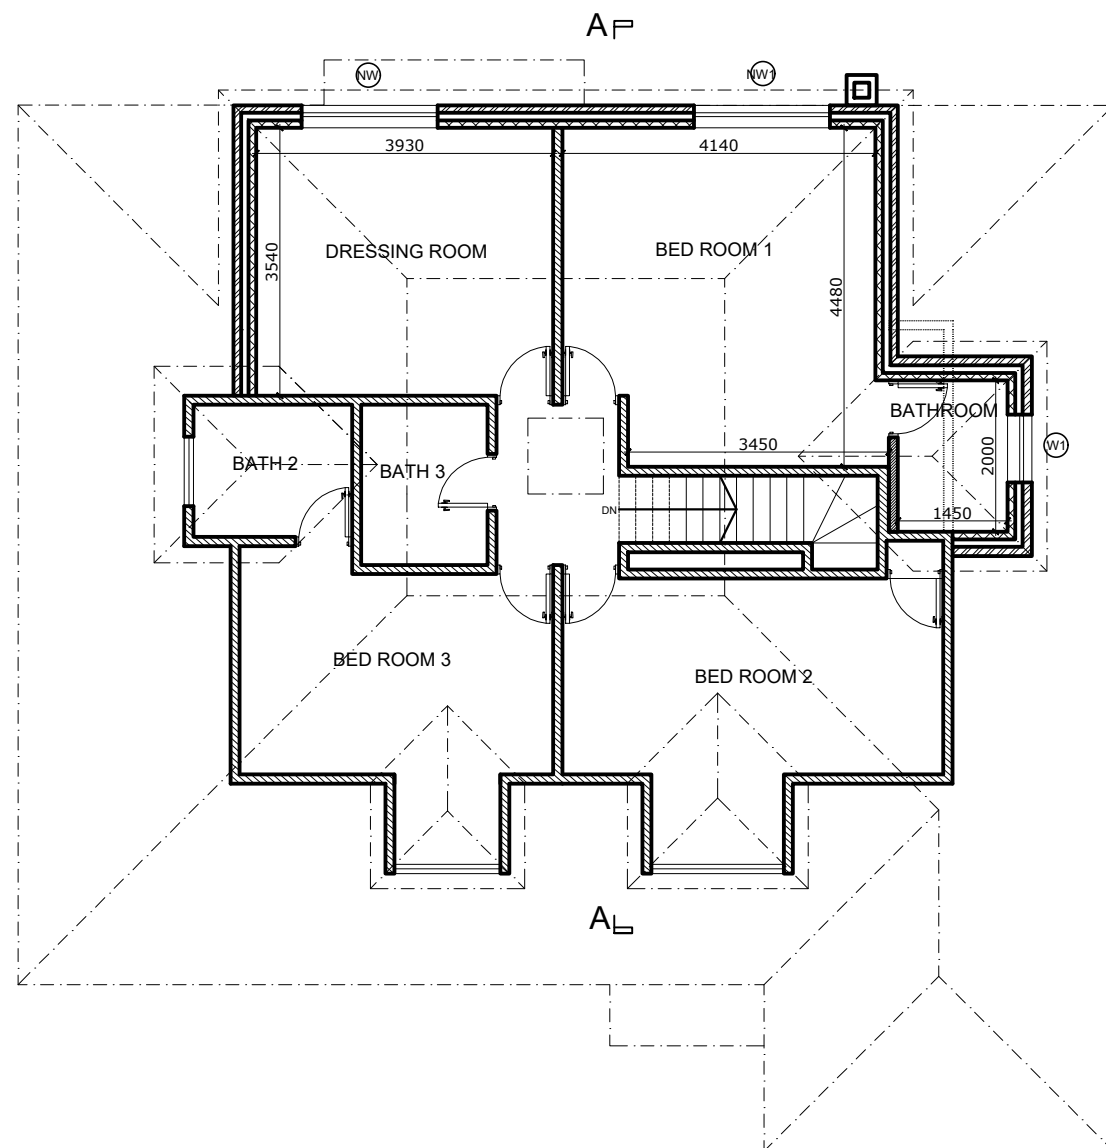 A
NW
NW1
3930
4140
3540
DRESSING ROOM
BED ROOM 1
4480
BATHROOM
3450
W1
2000
BATH 2
BATH 3
DN
1450
BED ROOM 3
BED ROOM 2
A